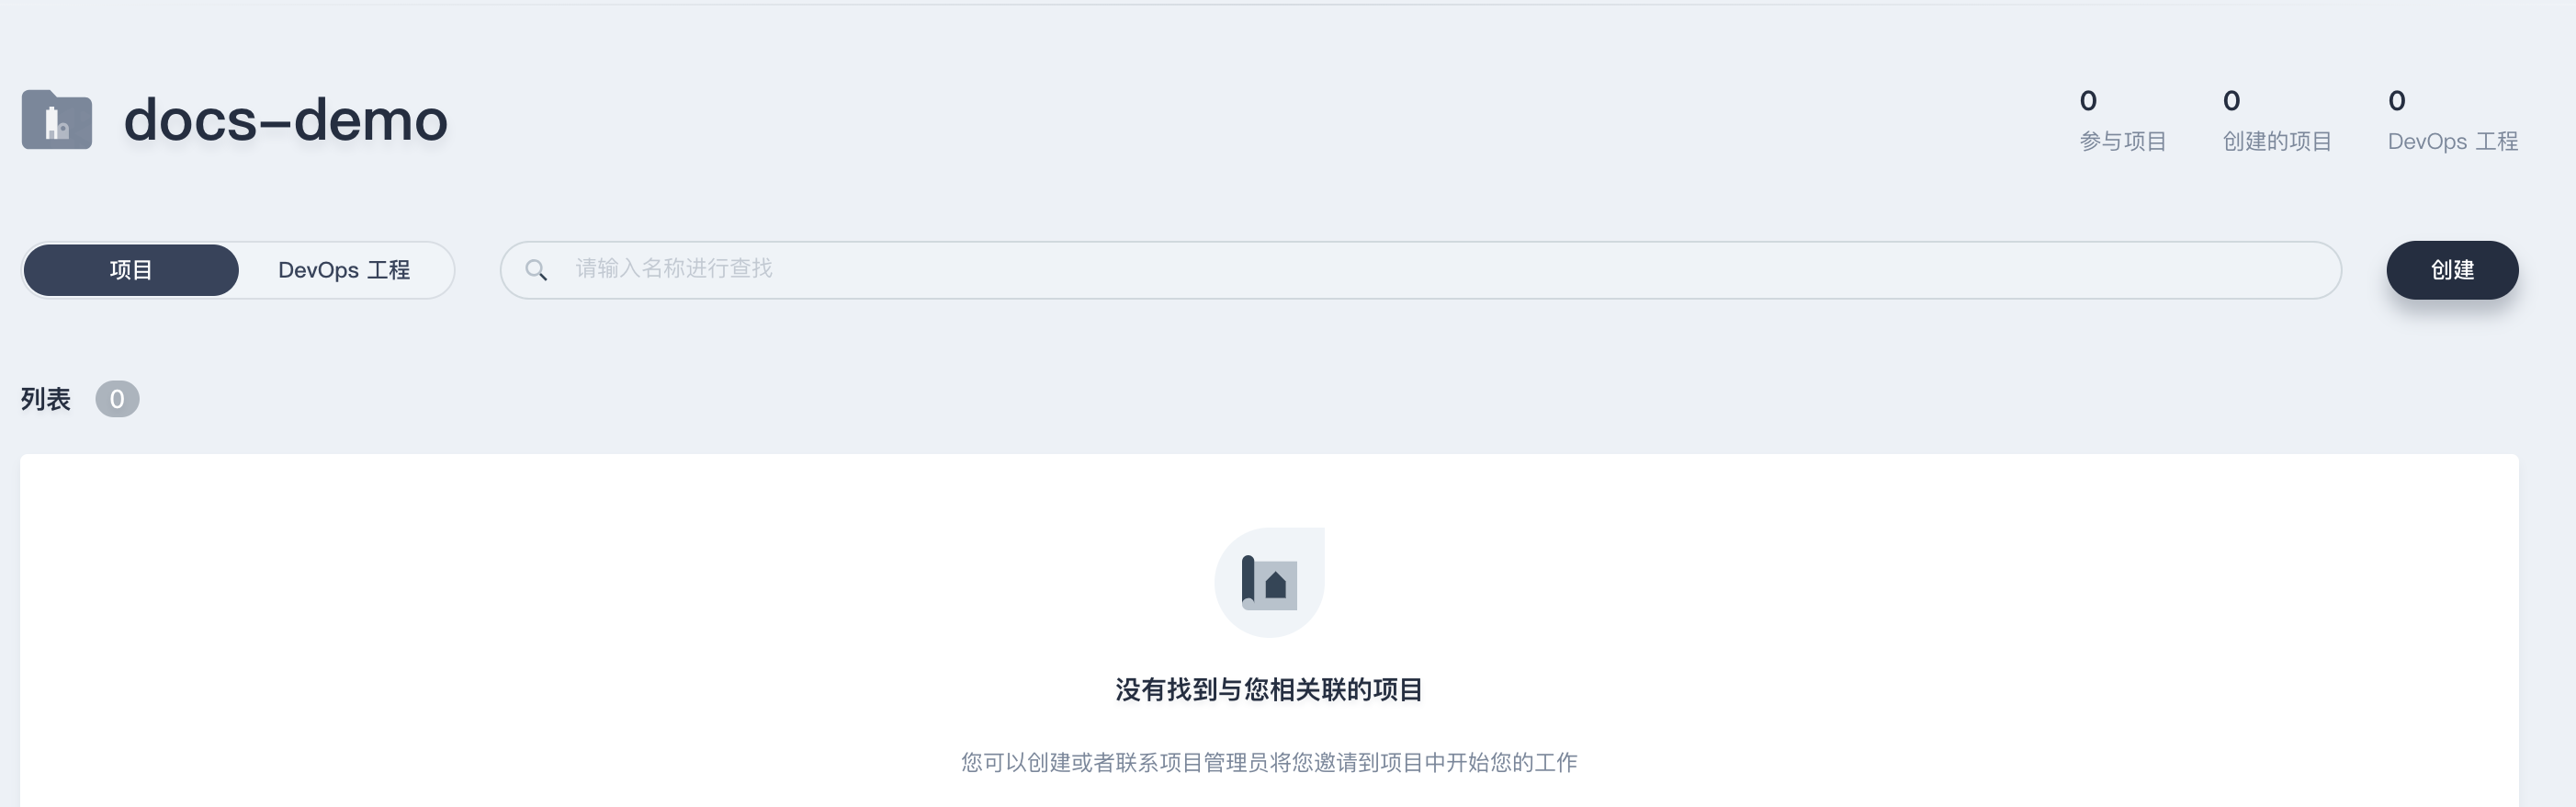 docs-demo
0 0 0
参与项目 创建的项目 DevOps 工程
项目 DevOps 工程 请输入名称进行查找 创建
列表 0
没有找到与您相关联的项目
您可以创建或者联系项目管理员将您邀请到项目中开始您的工作